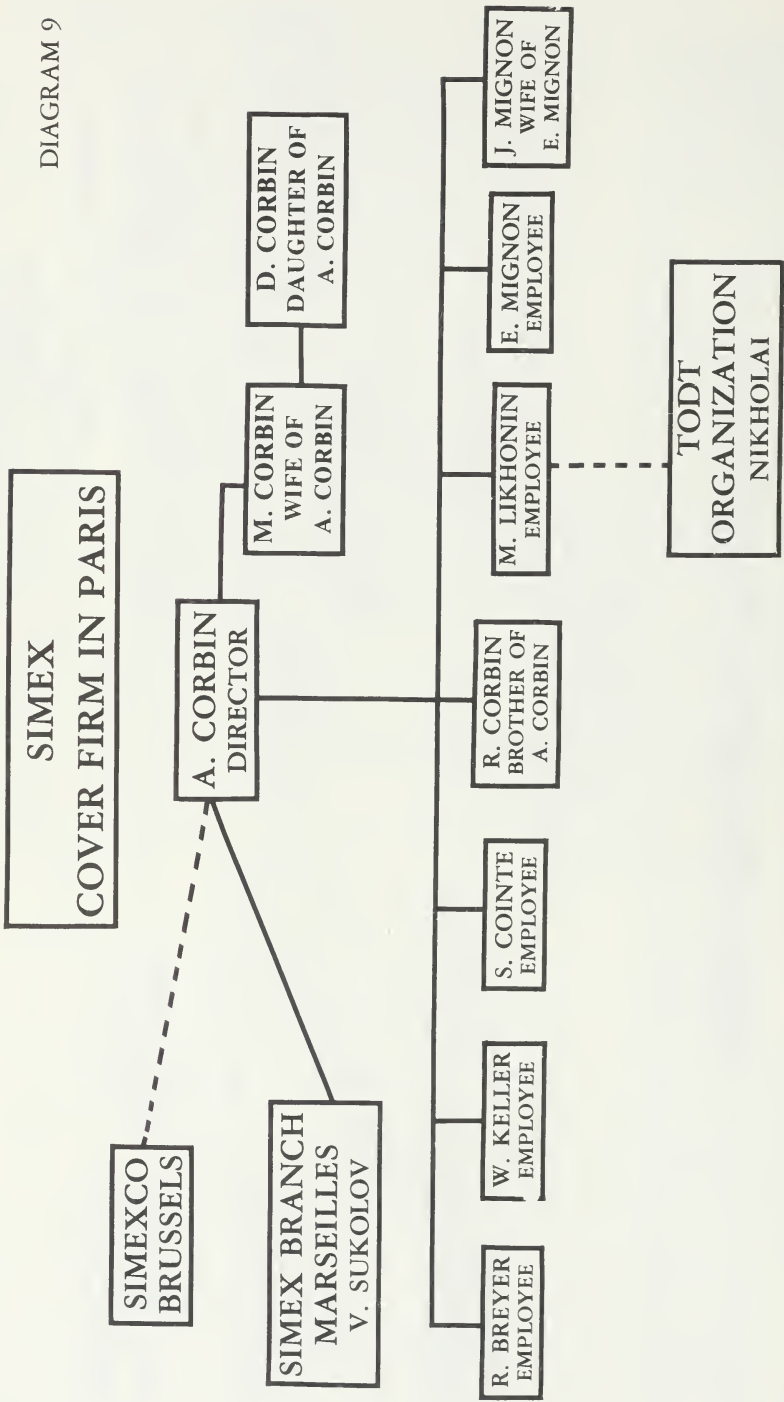 DIAGRAM 9
SIMEX
COVER FIRM IN PARIS
SIMEXCO
BRUSSELS
A. CORBIN
DIRECTOR
M. CORBIN
WIFE OF
A. CORBIN
D. CORBIN
DAUGHTER OF
A. CORBIN
SIMEX BRANCH
MARSEILLES
V. SUKOLOV
R. BREYER
EMPLOYEE
W. KELLER
EMPLOYEE
S. COINTE
EMPLOYEE
R. CORBIN
BROTHER OF
A. CORBIN
M. LIKHONIN
EMPLOYEE
E. MIGNON
EMPLOYEE
J. MIGNON
WIFE OF
E. MIGNON
TODT
ORGANIZATION
NIKHOLAI